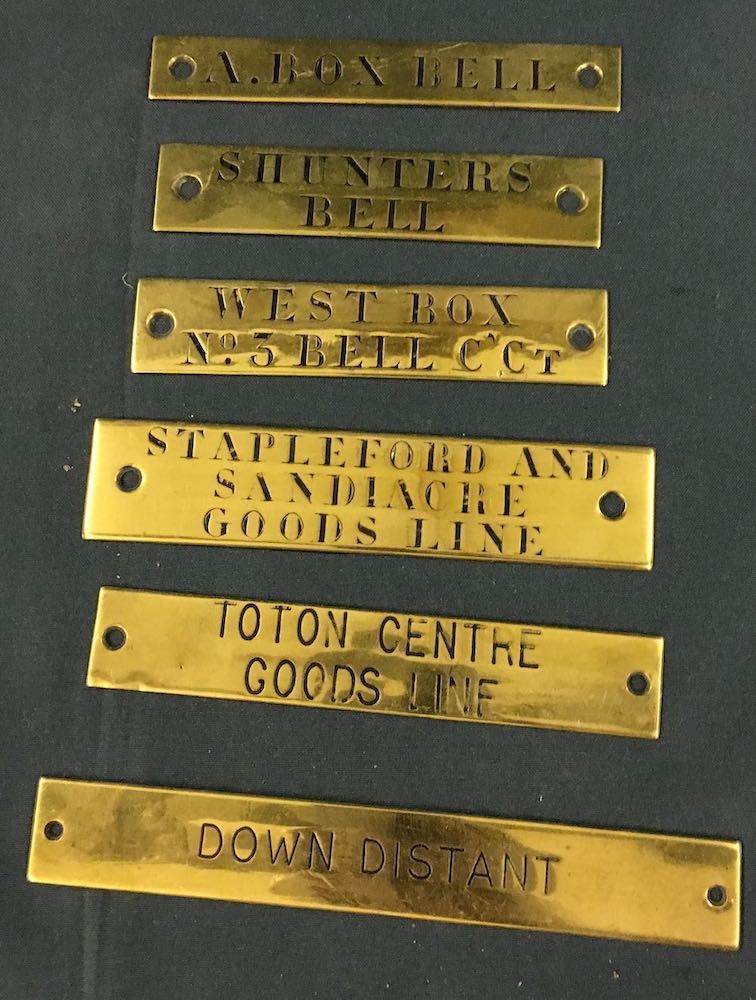 A. BOX BELL
SHUNTERS
BELL
WEST BOX
No. 3 BELL C'CT
STAPLEFORD AND
SANDIACRE
GOODS LINE
TOTON CENTRE
GOODS LINE
DOWN DISTANT